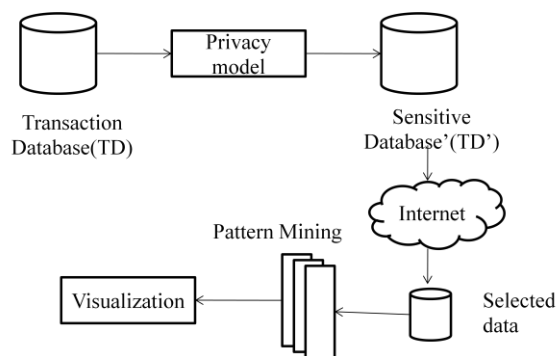 Privacy
model
Transaction
Database(TD)
Sensitive
Database’(TD’)
Internet
Pattern Mining
Visualization
Selected
data